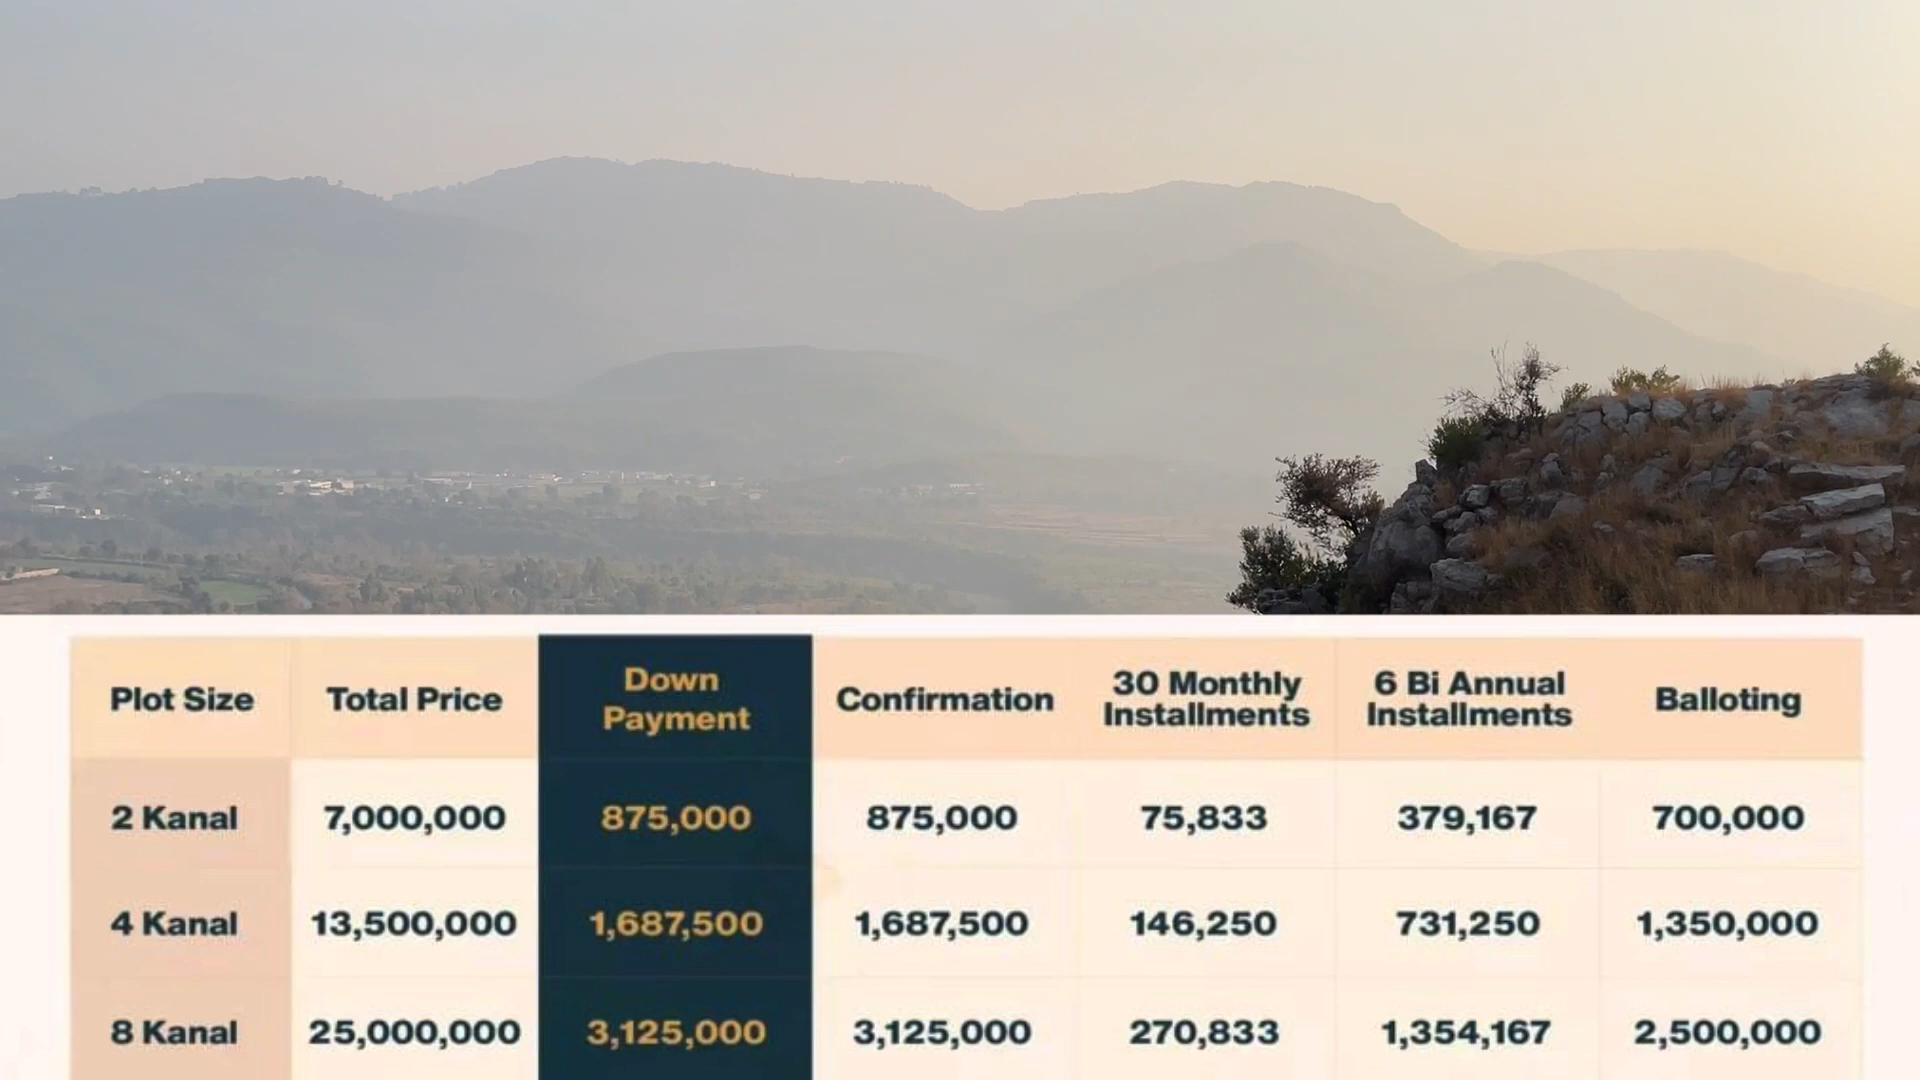 Plot Size Total Price Down Payment Confirmation 30 Monthly Installments 6 Bi Annual Installments Balloting
2 Kanal 7,000,000 875,000 875,000 75,833 379,167 700,000
4 Kanal 13,500,000 1,687,500 1,687,500 146,250 731,250 1,350,000
8 Kanal 25,000,000 3,125,000 3,125,000 270,833 1,354,167 2,500,000